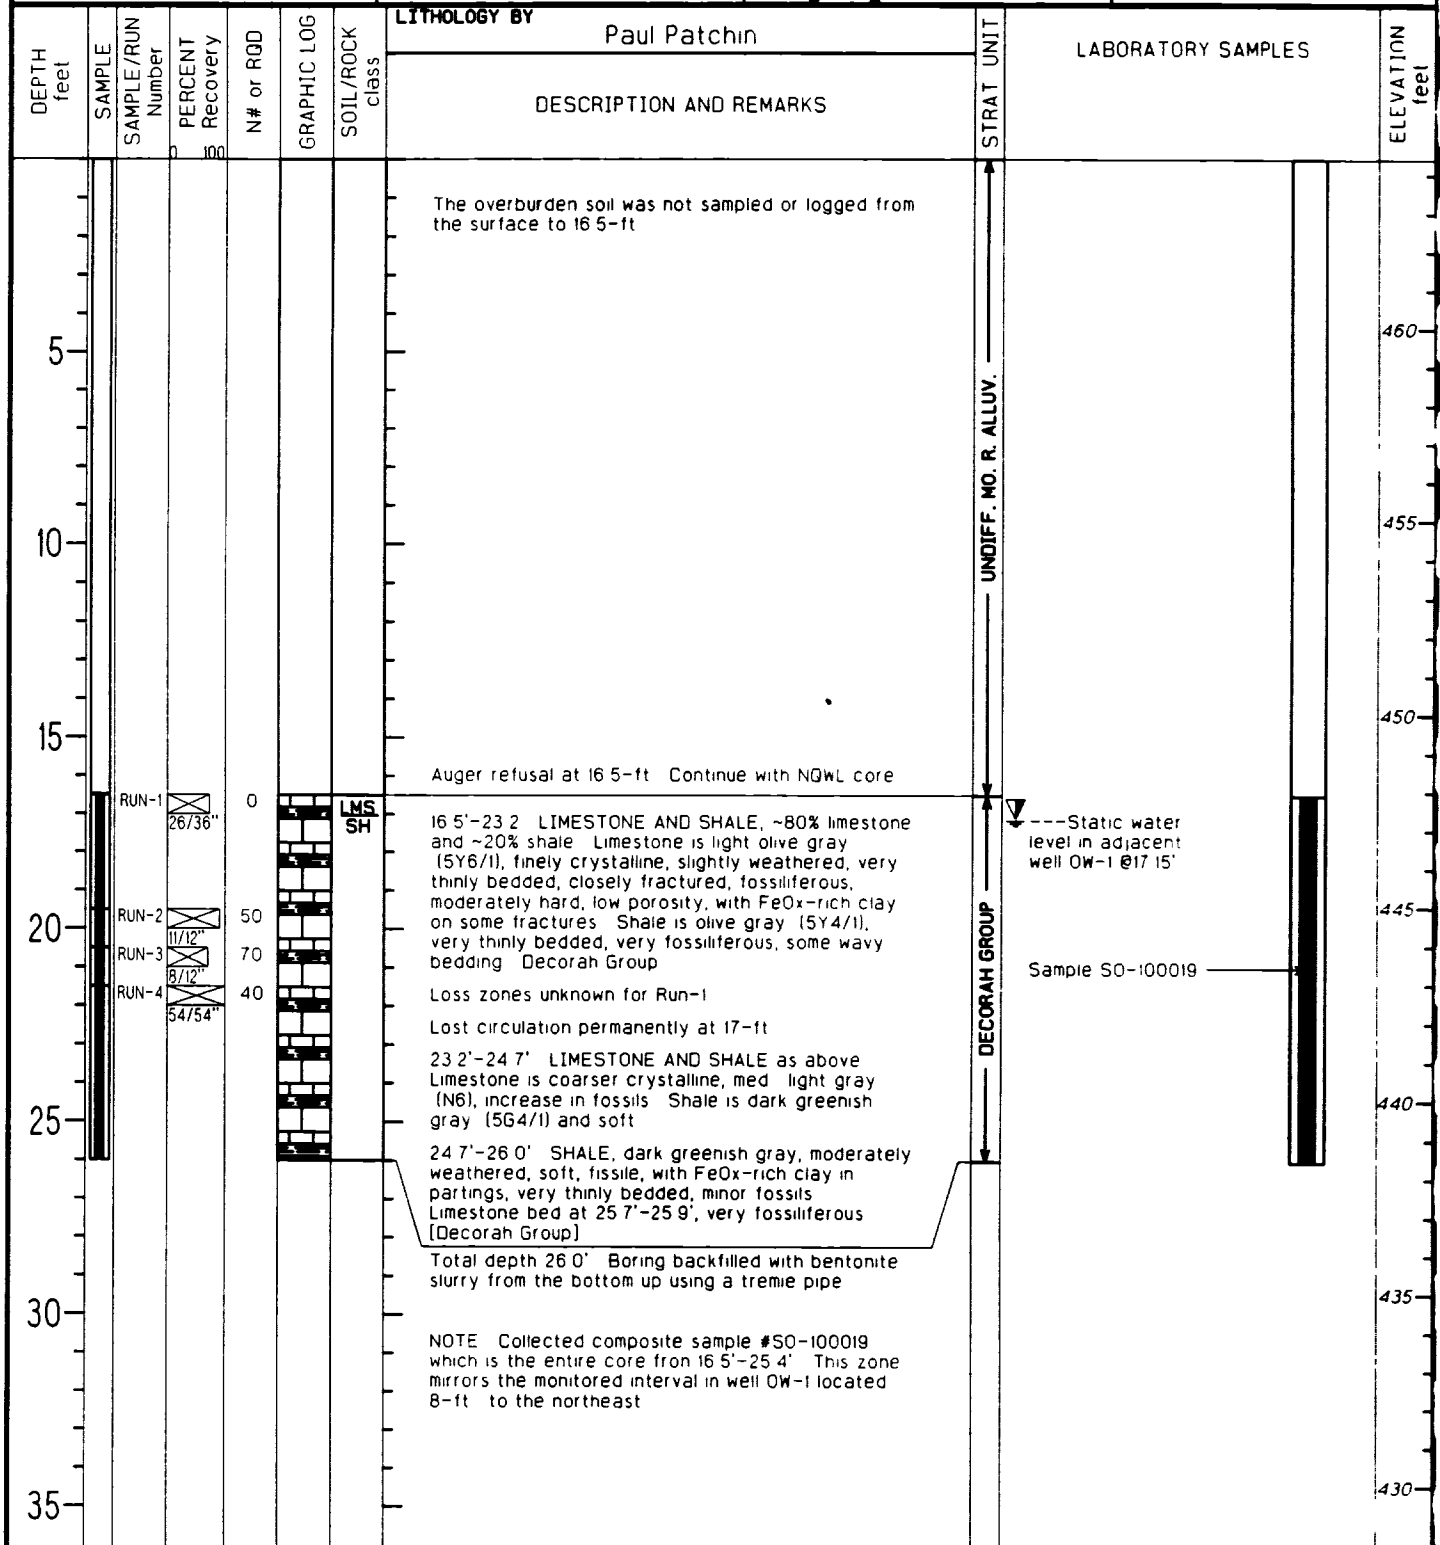 LITHOLOGY BY
Paul Patchin
DEPTH
feet
SAMPLE
SAMPLE/RUN
Number
PERCENT
Recovery
0 100
N# or RQD
GRAPHIC LOG
SOIL/ROCK
class
DESCRIPTION AND REMARKS
STRAT UNIT
LABORATORY SAMPLES
ELEVATION
feet
The overburden soil was not sampled or logged from
the surface to 16 5-ft
5
10
15
20
25
30
35
460
455
450
445
440
435
430
UNDIFF. MO. R. ALLUV.
DECORAH GROUP
Auger refusal at 16 5-ft Continue with NQWL core
RUN-1
26/36"
0
RUN-2
11/12"
50
RUN-3
8/12"
70
RUN-4
54/54"
40
LMS
SH
16 5'-23 2 LIMESTONE AND SHALE, ~80% limestone
and ~20% shale Limestone is light olive gray
(5Y6/1), finely crystalline, slightly weathered, very
thinly bedded, closely fractured, fossiliferous,
moderately hard, low porosity, with FeOx-rich clay
on some fractures Shale is olive gray (5Y4/1),
very thinly bedded, very fossiliferous, some wavy
bedding Decorah Group
Loss zones unknown for Run-1
Lost circulation permanently at 17-ft
23 2'-24 7' LIMESTONE AND SHALE as above
Limestone is coarser crystalline, med light gray
(N6), increase in fossils Shale is dark greenish
gray (5G4/1) and soft
24 7'-26 0' SHALE, dark greenish gray, moderately
weathered, soft, fissile, with FeOx-rich clay in
partings, very thinly bedded, minor fossils
Limestone bed at 25 7'-25 9', very fossiliferous
[Decorah Group]
Total depth 26 0' Boring backfilled with bentonite
slurry from the bottom up using a tremie pipe
NOTE Collected composite sample #SO-100019
which is the entire core fron 16 5'-25 4' This zone
mirrors the monitored interval in well OW-1 located
8-ft to the northeast
---Static water
level in adjacent
well OW-1 @17 15'
Sample SO-100019